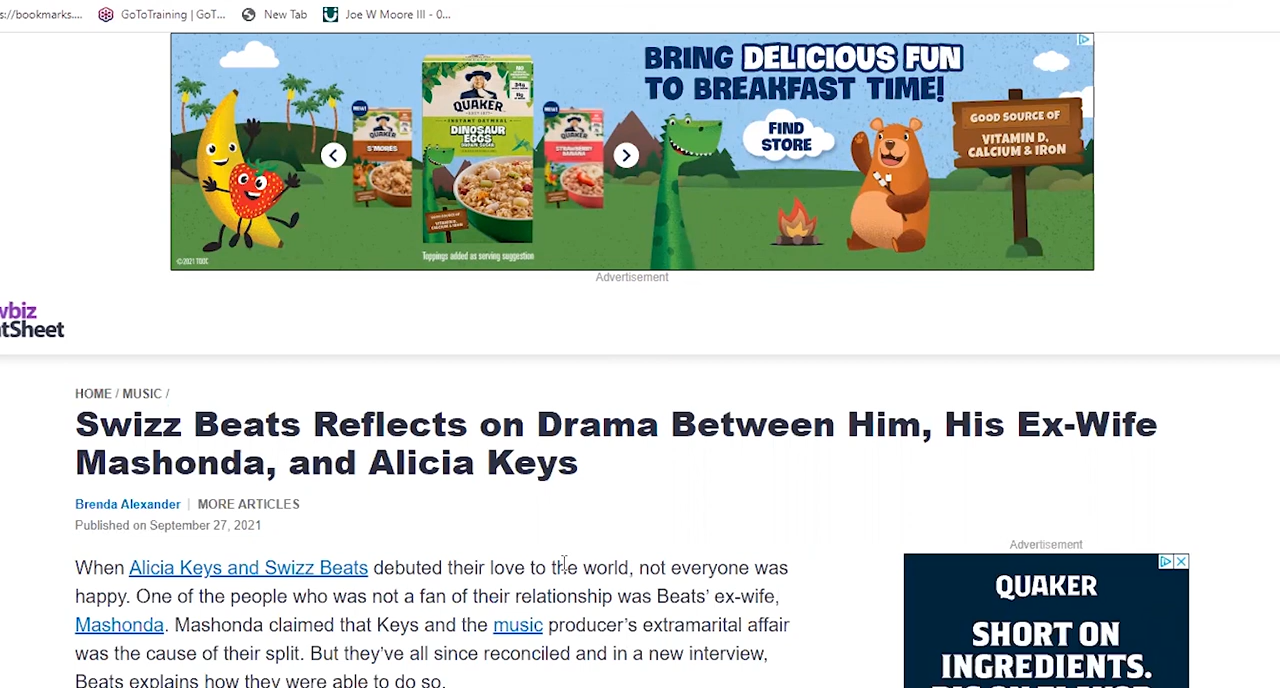 s://bookmarks....
GoToTraining | GoT...
New Tab
Joe W Moore III - 0...
BRING DELICIOUS FUN
TO BREAKFAST TIME!
FIND
STORE
GOOD SOURCE OF
VITAMIN D,
CALCIUM & IRON
NEW!
QUAKER
S'MORES
QUAKER
INSTANT OATMEAL
DINOSAUR
EGGS
BROWN SUGAR
NEW!
QUAKER
STRAWBERRY
BANANA
©2021 TQOC
Toppings added as serving suggestion
Advertisement
wbiz
tSheet
HOME / MUSIC /
Swizz Beats Reflects on Drama Between Him, His Ex-Wife
Mashonda, and Alicia Keys
Brenda Alexander | MORE ARTICLES
Published on September 27, 2021
When Alicia Keys and Swizz Beats debuted their love to the world, not everyone was
happy. One of the people who was not a fan of their relationship was Beats’ ex-wife,
Mashonda. Mashonda claimed that Keys and the music producer’s extramarital affair
was the cause of their split. But they’ve all since reconciled and in a new interview,
Beats explains how they were able to do so.
Advertisement
QUAKER
SHORT ON
INGREDIENTS.